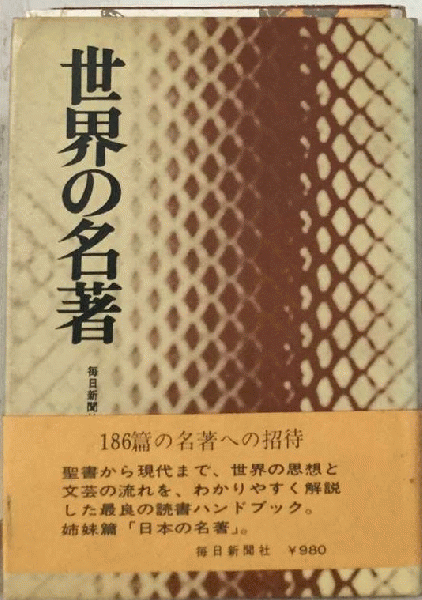 世界の名著
毎日新聞
186篇の名著への招待
聖書から現代まで、世界の思想と
文芸の流れを、わかりやすく解説
した最良の読書ハンドブック。
姉妹篇「日本の名著」。
毎日新聞社 ¥980